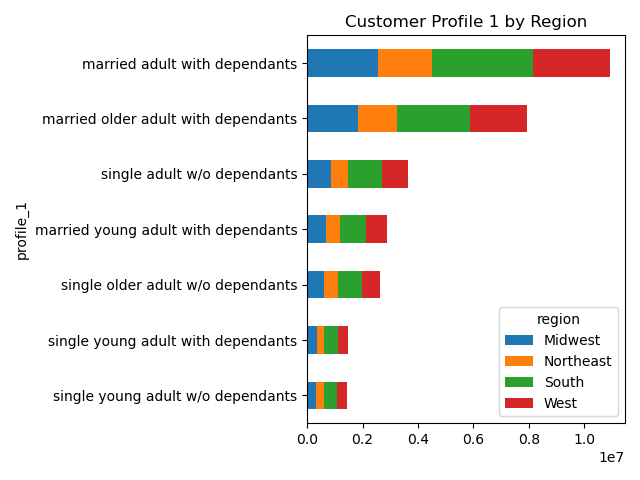 Customer Profile 1 by Region
profile_1
married adult with dependants
married older adult with dependants
single adult w/o dependants
married young adult with dependants
single older adult w/o dependants
single young adult with dependants
single young adult w/o dependants
region
Midwest
Northeast
South
West
0.0 0.2 0.4 0.6 0.8 1.0
1e7